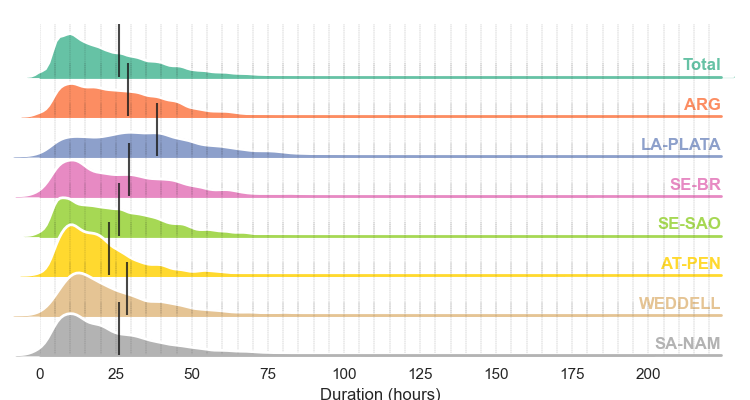 Total
ARG
LA-PLATA
SE-BR
SE-SAO
AT-PEN
WEDDELL
SA-NAM
0 25 50 75 100 125 150 175 200
Duration (hours)